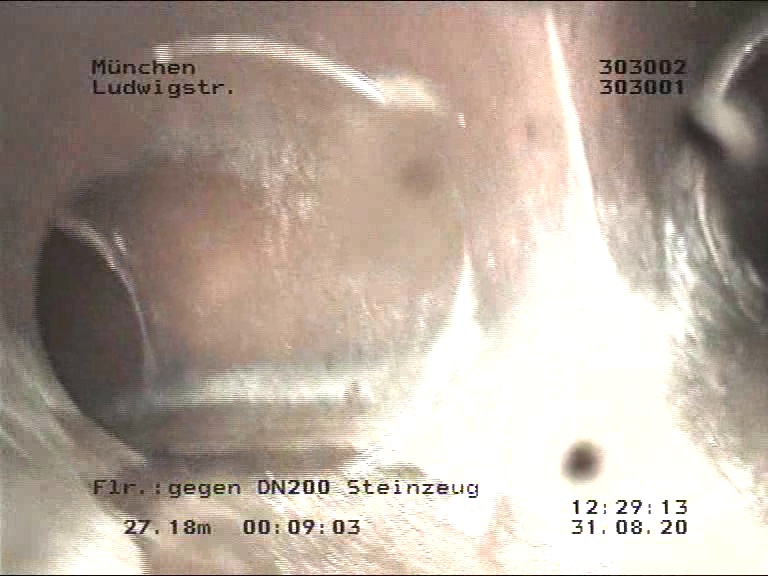 München 303002
Ludwigstr. 303001
Flr.:gegen DN200 Steinzeug
12:29:13
27.18m 00:09:03 31.08.20